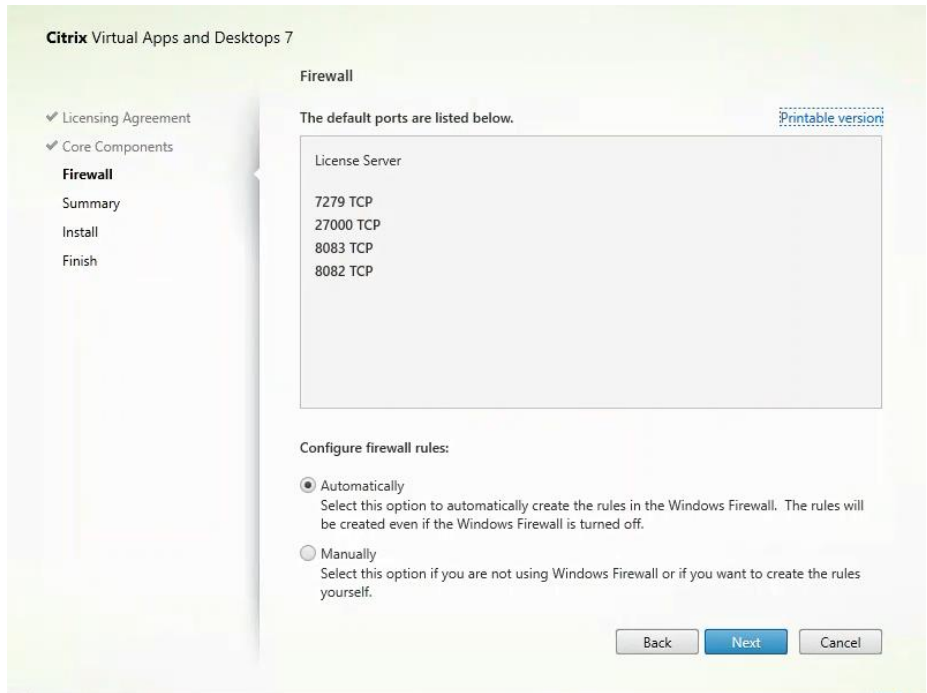 Citrix Virtual Apps and Desktops 7
Firewall
Licensing Agreement
Core Components
Firewall
Summary
Install
Finish
The default ports are listed below.
Printable version
License Server
7279 TCP
27000 TCP
8083 TCP
8082 TCP
Configure firewall rules:
Automatically
Select this option to automatically create the rules in the Windows Firewall. The rules will
be created even if the Windows Firewall is turned off.
Manually
Select this option if you are not using Windows Firewall or if you want to create the rules
yourself.
Back
Next
Cancel